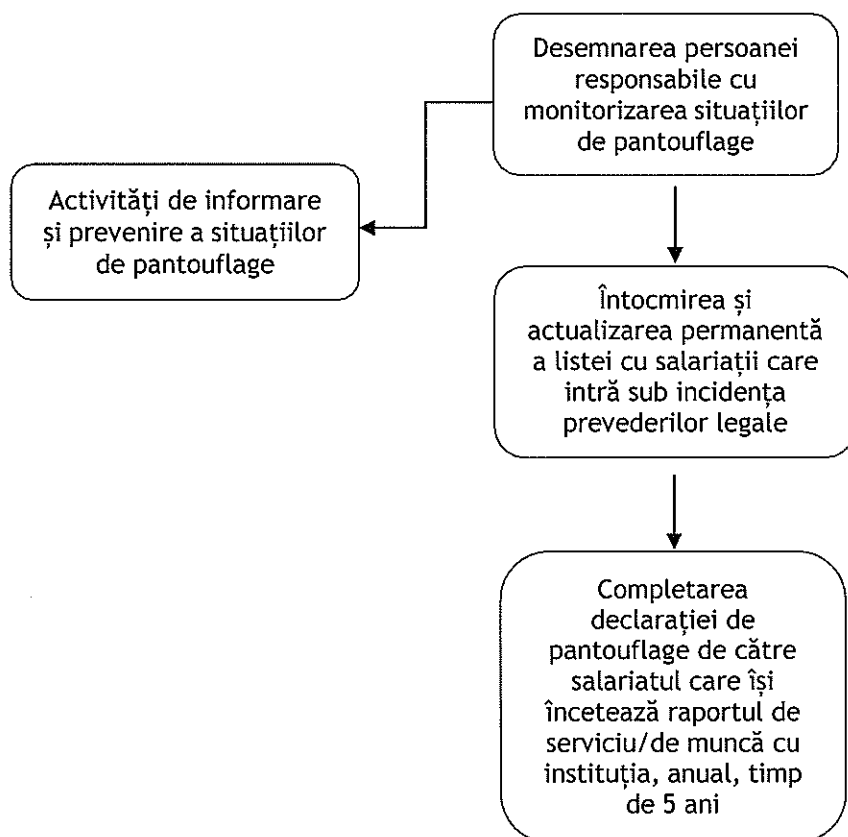 Desemnarea persoanei
responsabile cu
monitorizarea situațiilor
de pantouflage
Activități de informare
și prevenire a situațiilor
de pantouflage
Întocmirea și
actualizarea permanentă
a listei cu salariații care
intră sub incidența
prevederilor legale
Completarea
declarației de
pantouflage de către
salariatul care își
încetează raportul de
serviciu/de muncă cu
instituția, anual, timp
de 5 ani